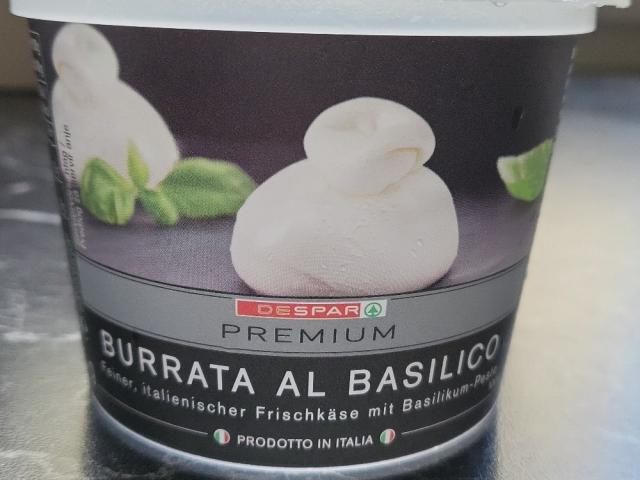 DESPAR
PREMIUM
BURRATA AL BASILICO
Feiner, italienischer Frischkäse mit Basilikum-Pesto
PRODOTTO IN ITALIA